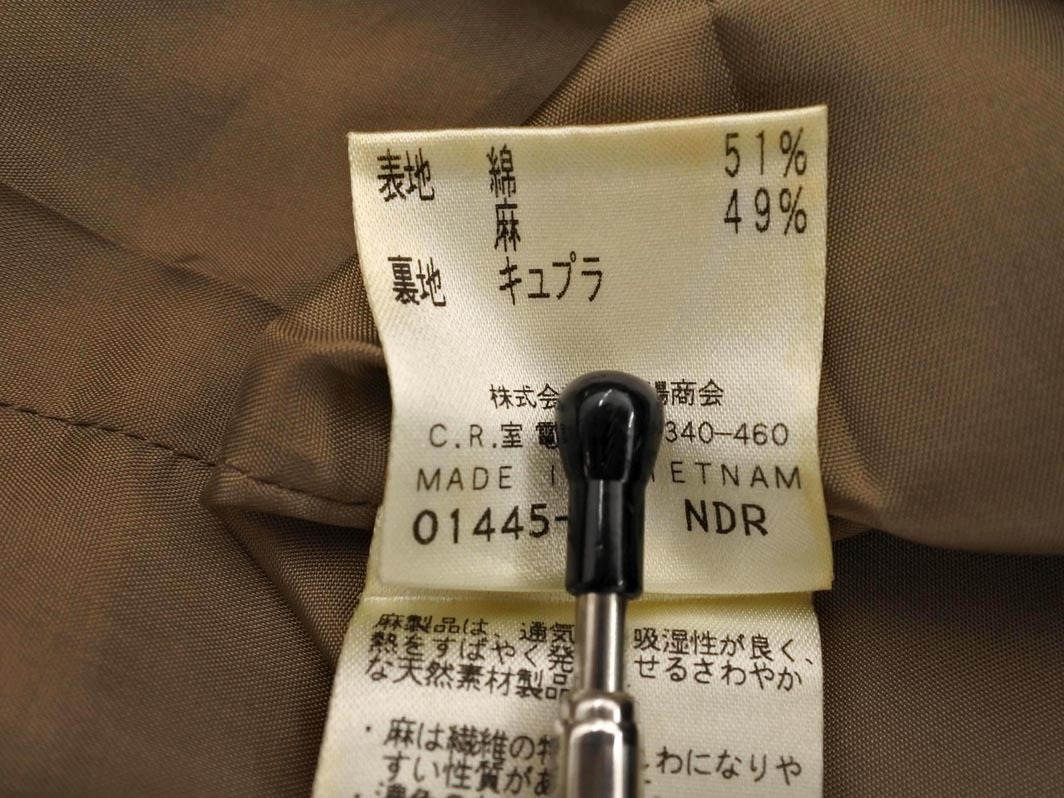 表地 綿 51%
麻 49%
裏地 キュプラ
株式会 商会
C.R.室 340-460
MADE
01445- NDR
麻製品は、通気 吸湿性が良く、
熱をすばやく発 せるさわやか
な天然素材製品
・麻は繊維の わになりや
すい性質が